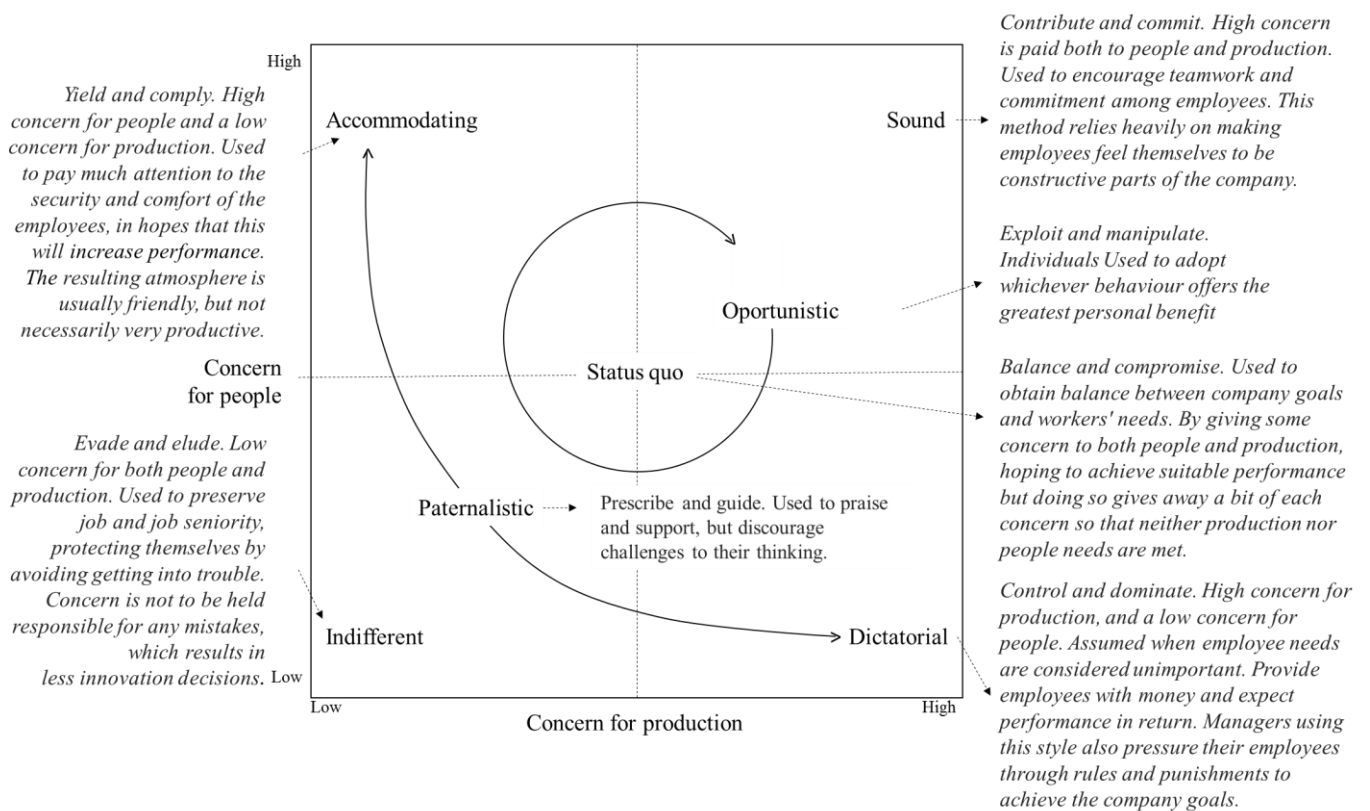 High
Yield and comply. High
concern for people and a low
concern for production. Used
to pay much attention to the
security and comfort of the
employees, in hopes that this
will increase performance.
The resulting atmosphere is
usually friendly, but not
necessarily very productive.
Accommodating
Sound
Contribute and commit. High concern
is paid both to people and production.
Used to encourage teamwork and
commitment among employees. This
method relies heavily on making
employees feel themselves to be
constructive parts of the company.
Oportunistic
Exploit and manipulate.
Individuals Used to adopt
whichever behaviour offers the
greatest personal benefit
Concern
for people
Status quo
Balance and compromise. Used to
obtain balance between company goals
and workers' needs. By giving some
concern to both people and production,
hoping to achieve suitable performance
but doing so gives away a bit of each
concern so that neither production nor
people needs are met.
Evade and elude. Low
concern for both people and
production. Used to preserve
job and job seniority,
protecting themselves by
avoiding getting into trouble.
Concern is not to be held
responsible for any mistakes,
which results in
less innovation decisions.
Paternalistic
Prescribe and guide. Used to praise
and support, but discourage
challenges to their thinking.
Indifferent
Dictatorial
Control and dominate. High concern for
production, and a low concern for
people. Assumed when employee needs
are considered unimportant. Provide
employees with money and expect
performance in return. Managers using
this style also pressure their employees
through rules and punishments to
achieve the company goals.
Low
Low
Concern for production
High